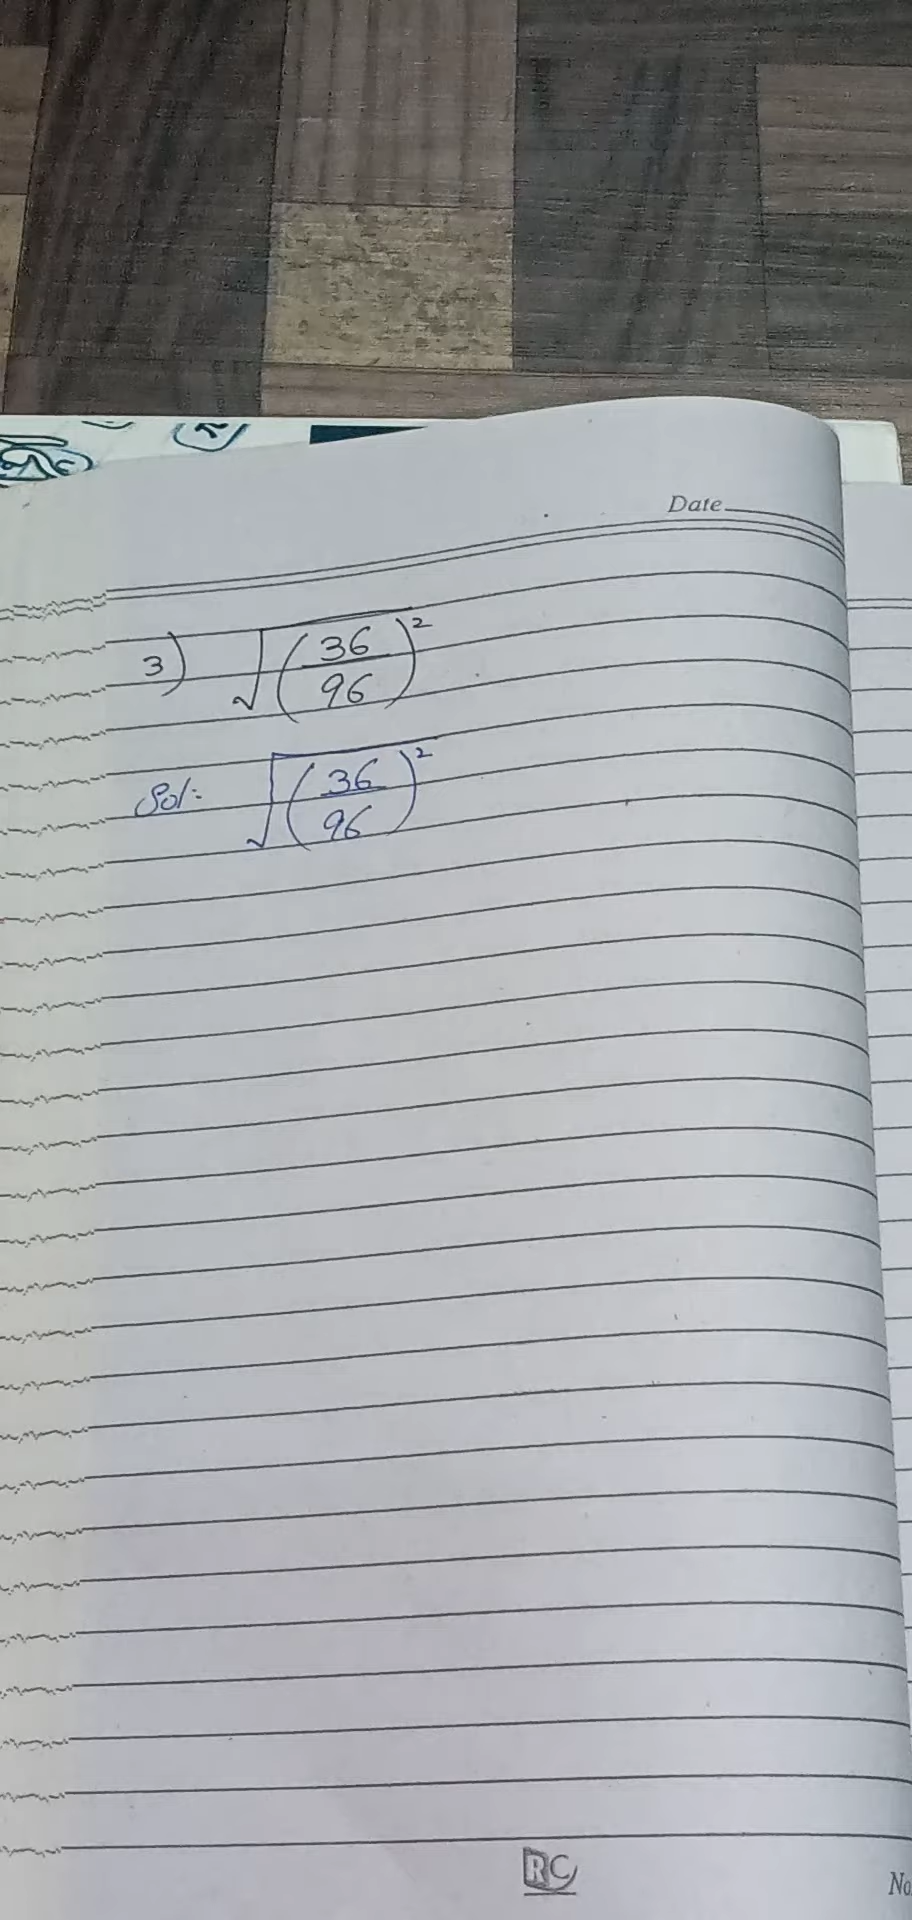 Date
3) √(36/96)²
Sol:- √(36/96)²
RC
No